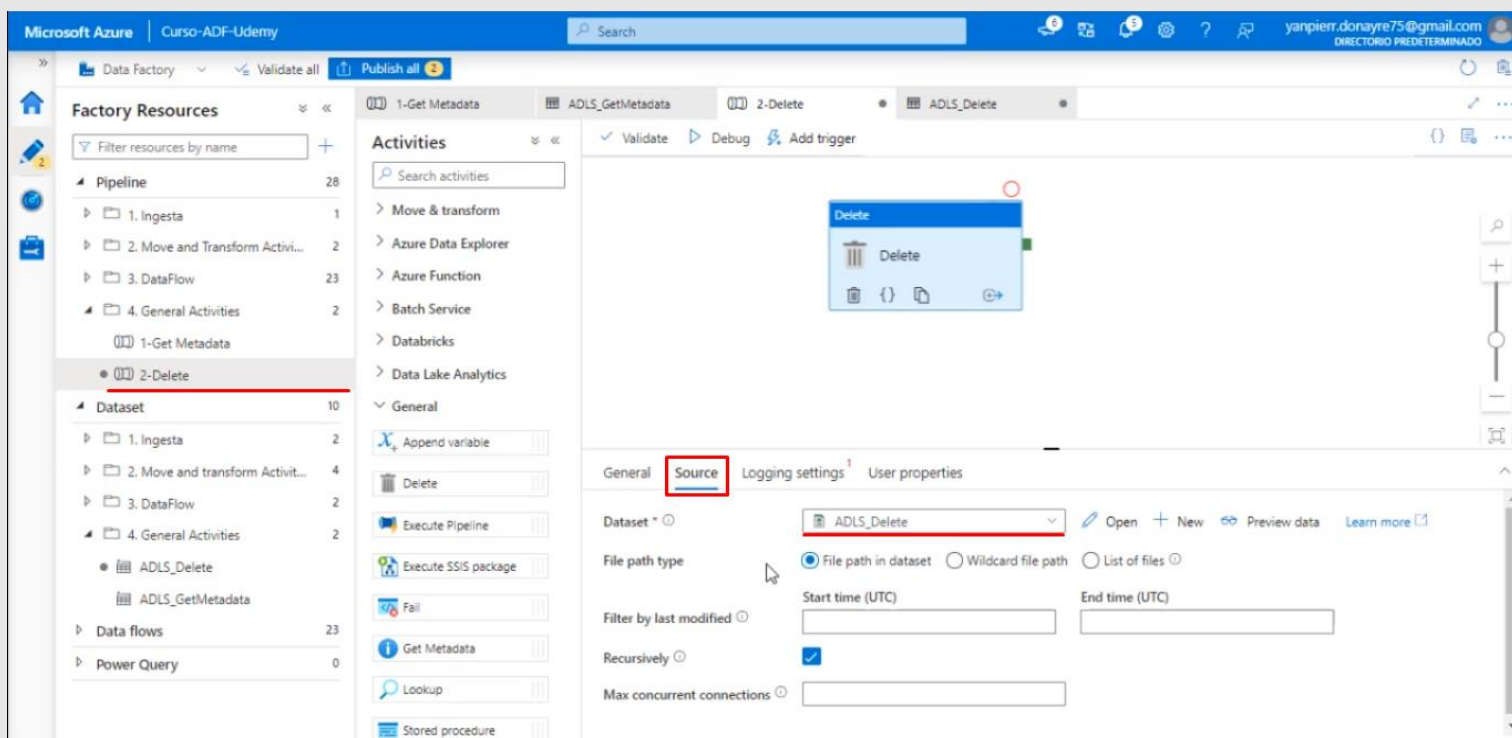 Microsoft Azure
Curso-ADF-Udemy
Search
6
5
yanpierr.donayre75@gmail.com
DIRECTORIO PREDETERMINADO
Data Factory
Validate all
Publish all 2
2
Factory Resources
Filter resources by name
Pipeline 28
1. Ingesta 1
2. Move and Transform Activi... 2
3. DataFlow 23
4. General Activities 2
1-Get Metadata
2-Delete
Dataset 10
1. Ingesta 2
2. Move and transform Activit... 4
3. DataFlow 2
4. General Activities 2
ADLS_Delete
ADLS_GetMetadata
Data flows 23
Power Query 0
1-Get Metadata
ADLS_GetMetadata
2-Delete
ADLS_Delete
Activities
Search activities
Move & transform
Azure Data Explorer
Azure Function
Batch Service
Databricks
Data Lake Analytics
General
Append variable
Delete
Execute Pipeline
Execute SSIS package
Fail
Get Metadata
Lookup
Stored procedure
Validate
Debug
Add trigger
Delete
Delete
General
Source
Logging settings 1
User properties
Dataset *
ADLS_Delete
Open
New
Preview data
Learn more
File path type
File path in dataset
Wildcard file path
List of files
Start time (UTC)
End time (UTC)
Filter by last modified
Recursively
Max concurrent connections